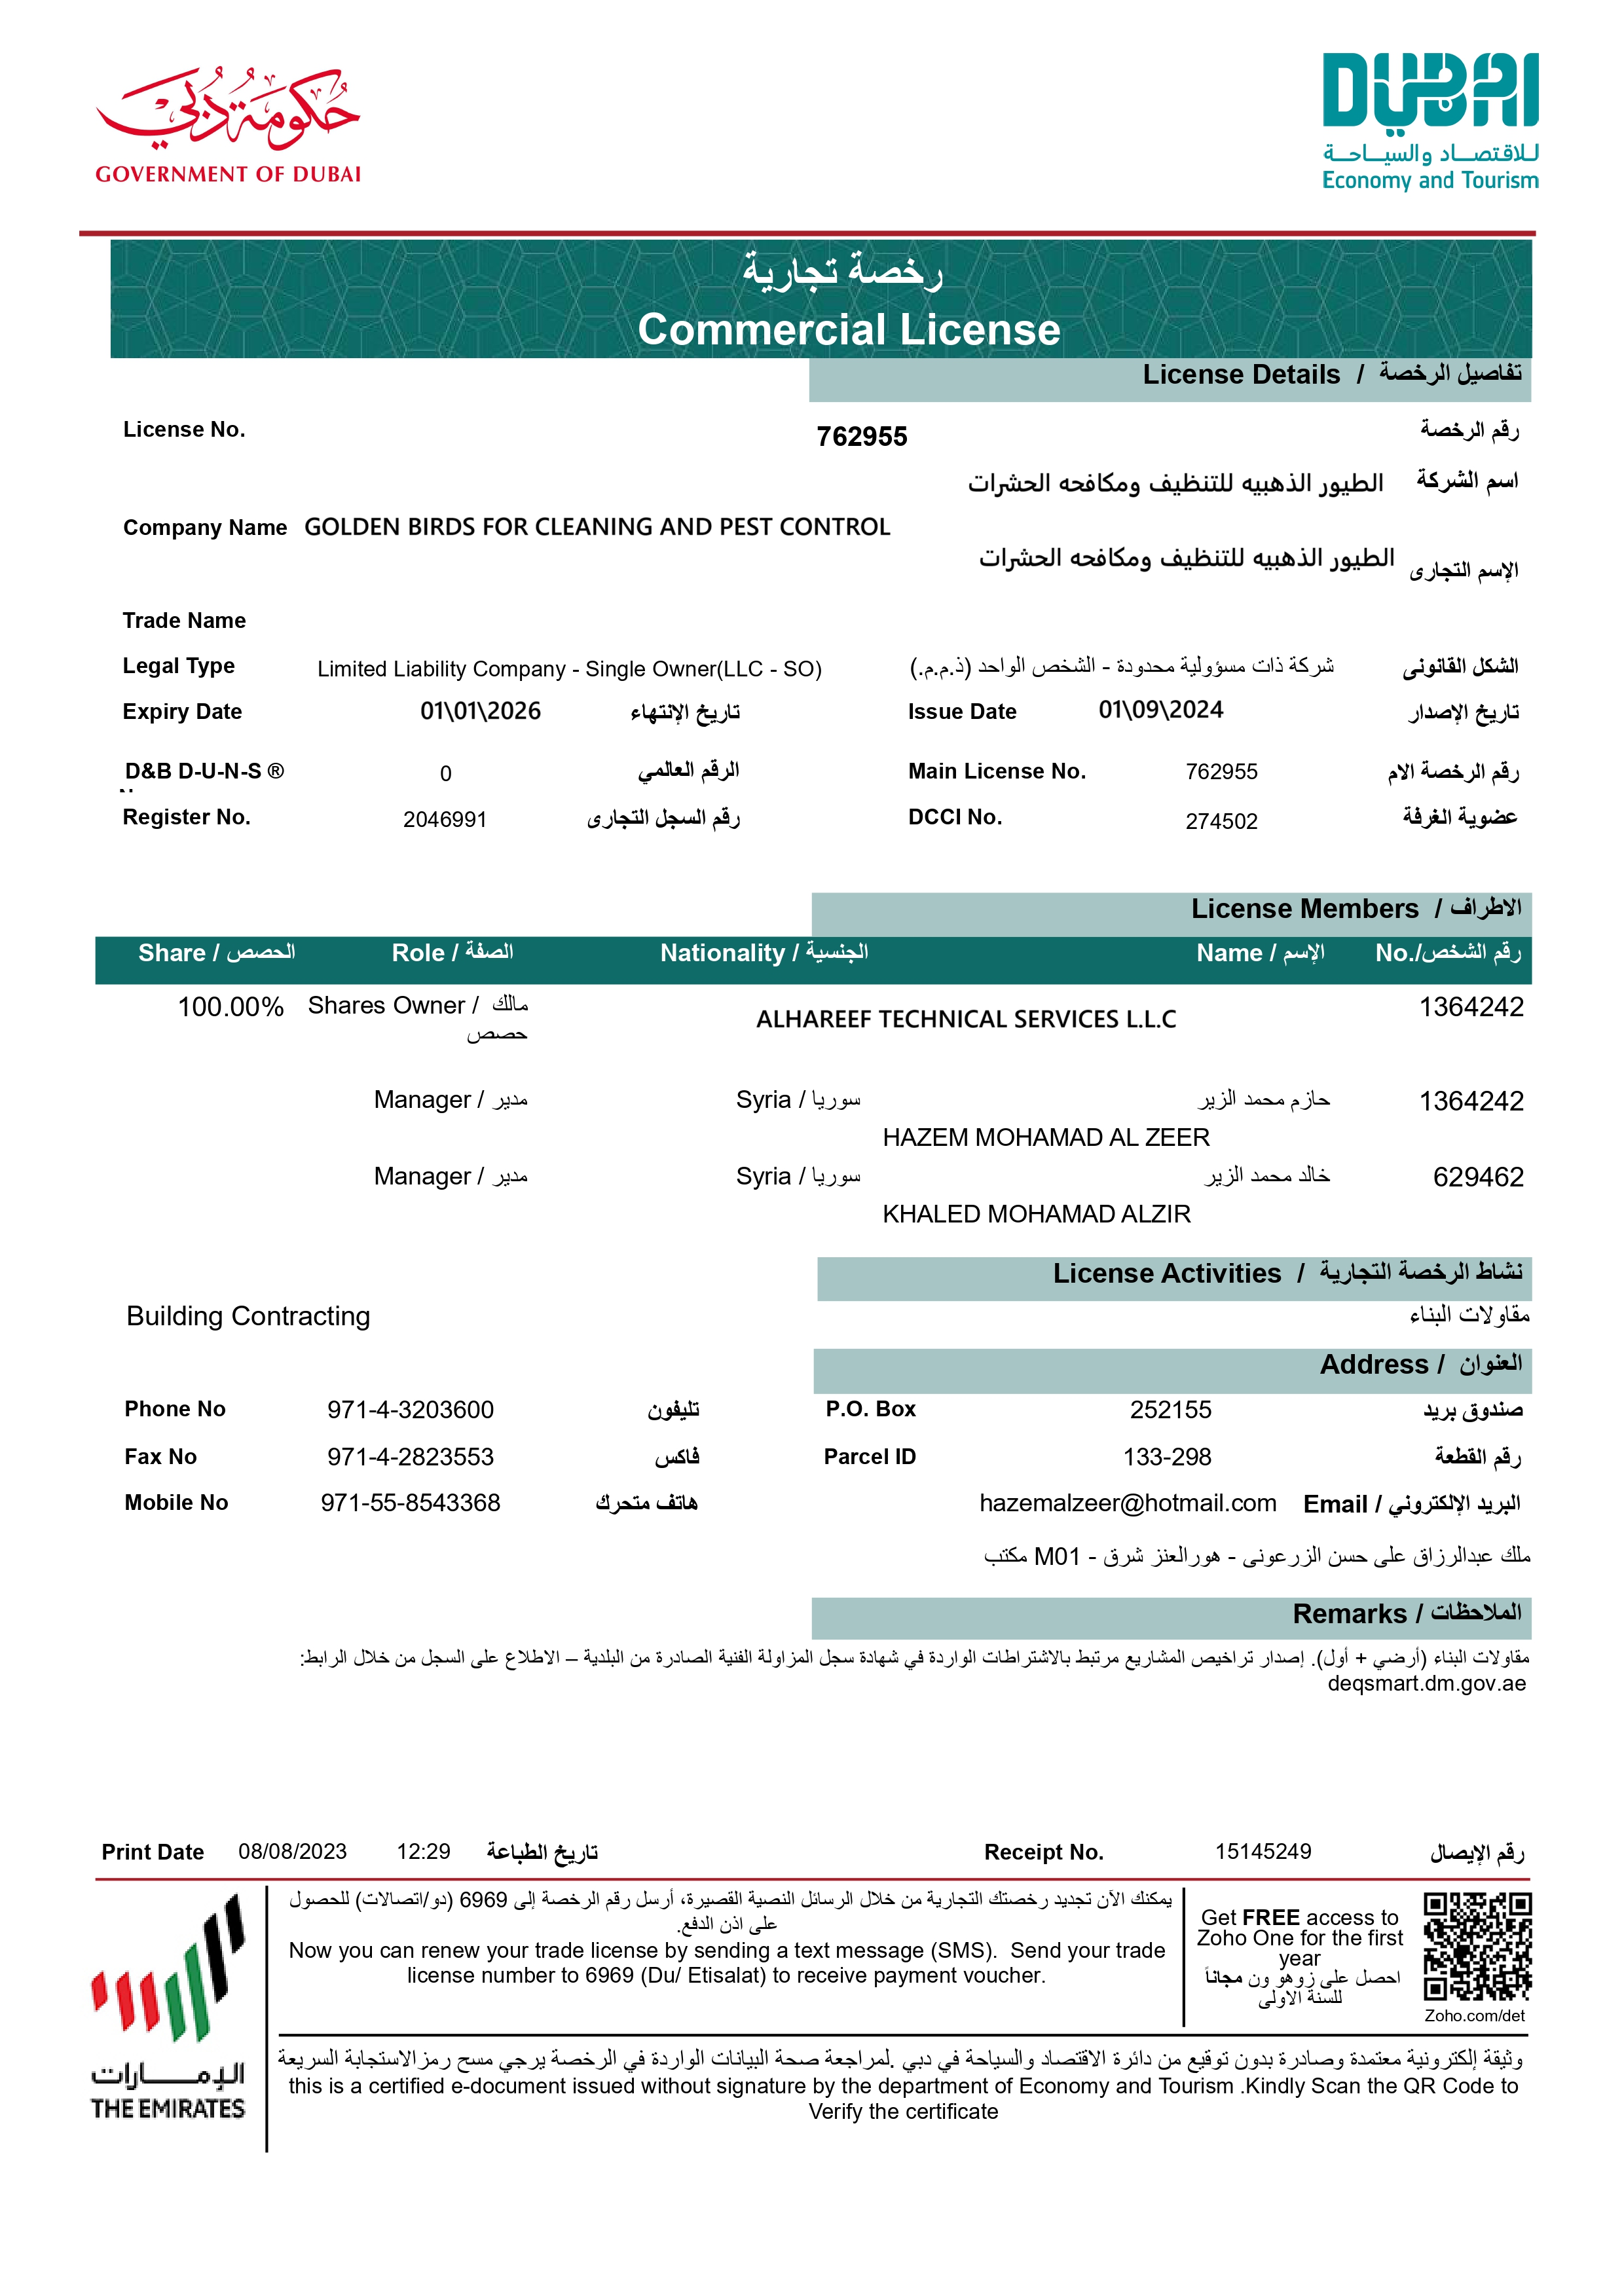 حكومة دبي
GOVERNMENT OF DUBAI
DUBAI
للاقتصاد والسياحة
Economy and Tourism
رخصة تجارية
Commercial License
License Details / تفاصيل الرخصة
License No. 762955 رقم الرخصة
الطيور الذهبيه للتنظيف ومكافحه الحشرات اسم الشركة
Company Name GOLDEN BIRDS FOR CLEANING AND PEST CONTROL
الطيور الذهبيه للتنظيف ومكافحه الحشرات الإسم التجارى
Trade Name
Legal Type Limited Liability Company - Single Owner(LLC - SO) شركة ذات مسؤولية محدودة - الشخص الواحد (ذ.م.م.) الشكل القانونى
Expiry Date 01\01\2026 تاريخ الإنتهاء Issue Date 01\09\2024 تاريخ الإصدار
D&B D-U-N-S ® 0 الرقم العالمي Main License No. 762955 رقم الرخصة الام
Register No. 2046991 رقم السجل التجارى DCCI No. 274502 عضوية الغرفة
License Members / الاطراف
Share / الحصص Role / الصفة Nationality / الجنسية Name / الإسم No./رقم الشخص
100.00% Shares Owner / مالك ALHAREEF TECHNICAL SERVICES L.L.C 1364242
حصص
Manager / مدير Syria / سوريا حازم محمد الزير 1364242
HAZEM MOHAMAD AL ZEER
Manager / مدير Syria / سوريا خالد محمد الزير 629462
KHALED MOHAMAD ALZIR
License Activities / نشاط الرخصة التجارية
Building Contracting مقاولات البناء
Address / العنوان
Phone No 971-4-3203600 تليفون P.O. Box 252155 صندوق بريد
Fax No 971-4-2823553 فاكس Parcel ID 133-298 رقم القطعة
Mobile No 971-55-8543368 هاتف متحرك hazemalzeer@hotmail.com Email / البريد الإلكتروني
ملك عبدالرزاق على حسن الزرعونى - هورالعنز شرق - M01 مكتب
Remarks / الملاحظات
مقاولات البناء (أرضي + أول). إصدار تراخيص المشاريع مرتبط بالاشتراطات الواردة في شهادة سجل المزاولة الفنية الصادرة من البلدية – الاطلاع على السجل من خلال الرابط:
deqsmart.dm.gov.ae
Print Date 08/08/2023 12:29 تاريخ الطباعة Receipt No. 15145249 رقم الإيصال
يمكنك الآن تجديد رخصتك التجارية من خلال الرسائل النصية القصيرة، أرسل رقم الرخصة إلى 6969 (دو/اتصالات) للحصول
على اذن الدفع.
Now you can renew your trade license by sending a text message (SMS). Send your trade
license number to 6969 (Du/ Etisalat) to receive payment voucher.
Get FREE access to
Zoho One for the first
year
احصل على زوهو ون مجاناً
للسنة الاولى
Zoho.com/det
الإمارات
THE EMIRATES
وثيقة إلكترونية معتمدة وصادرة بدون توقيع من دائرة الاقتصاد والسياحة في دبي .لمراجعة صحة البيانات الواردة في الرخصة يرجي مسح رمزالاستجابة السريعة
this is a certified e-document issued without signature by the department of Economy and Tourism .Kindly Scan the QR Code to
Verify the certificate